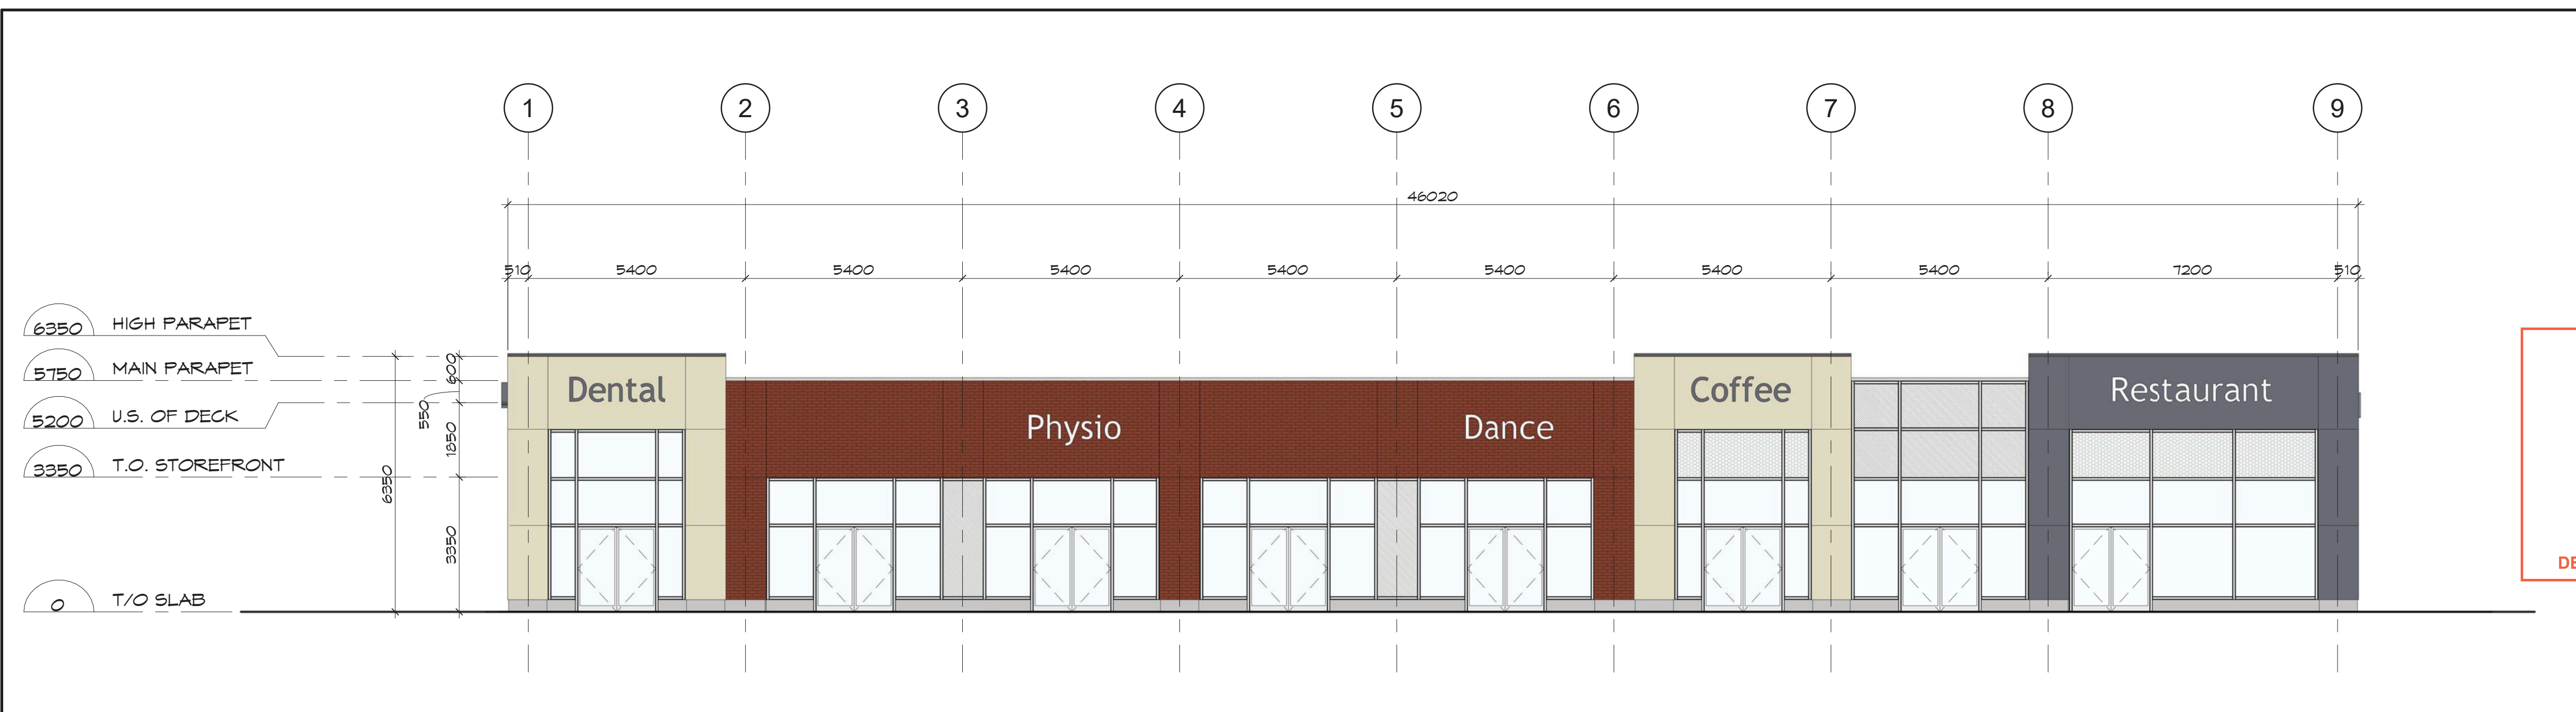 1 2 3 4 5 6 7 8 9
46020
510 5400 5400 5400 5400 5400 5400 5400 7200 510
6350 HIGH PARAPET
5750 MAIN PARAPET
5200 U.S. OF DECK
3350 T.O. STOREFRONT
0 T/O SLAB
6350
600
550
1850
3350
Dental
Physio
Dance
Coffee
Restaurant